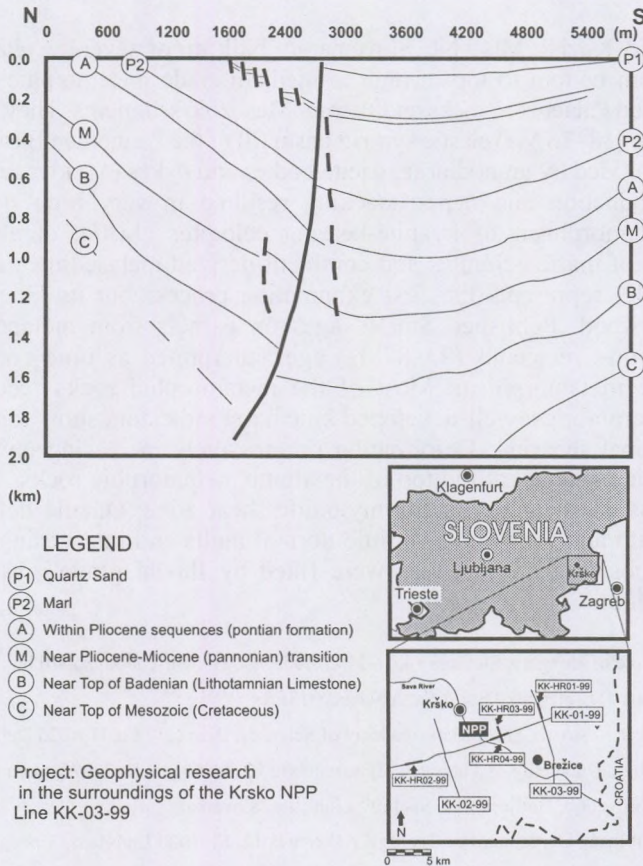 N S
0 600 1200 1600 2400 3000 3600 4200 4800 5400 (m)
0.0 A P2 P1
0.2
0.4 M P2
0.6 B A
0.8 C M
1.0
1.2 B
1.4
1.6 C
1.8
2.0
(km)
LEGEND
P1 Quartz Sand
P2 Marl
A Within Pliocene sequences (pontian formation)
M Near Pliocene-Miocene (pannonian) transition
B Near Top of Badenian (Lithotamnian Limestone)
C Near Top of Mesozoic (Cretaceous)
Project: Geophysical research
in the surroundings of the Krsko NPP
Line KK-03-99
Klagenfurt
SLOVENIA
Ljubljana
Krško
Trieste
Zagreb
KK-HR01-99
Sava River
KK-HR03-99
Krško
KK-01-99
NPP
KK-HR04-99
Brežice
KK-HR02-99
KK-03-99
KK-02-99
CROATIA
N
0 5 km